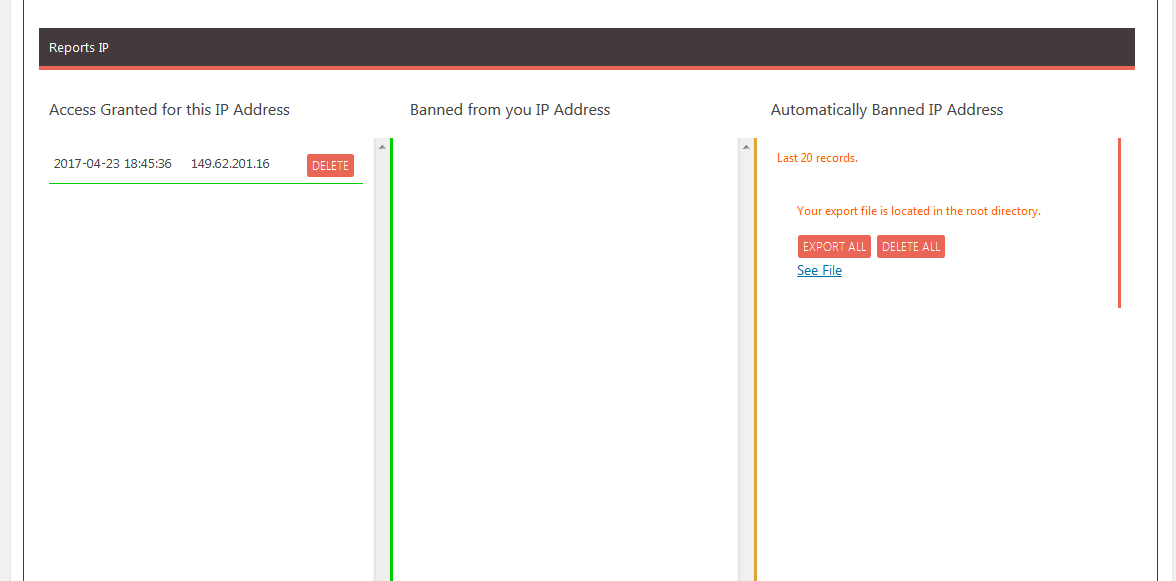 Reports IP
Access Granted for this IP Address
Banned from you IP Address
Automatically Banned IP Address
2017-04-23 18:45:36 149.62.201.16 DELETE
Last 20 records.
Your export file is located in the root directory.
EXPORT ALL DELETE ALL
See File